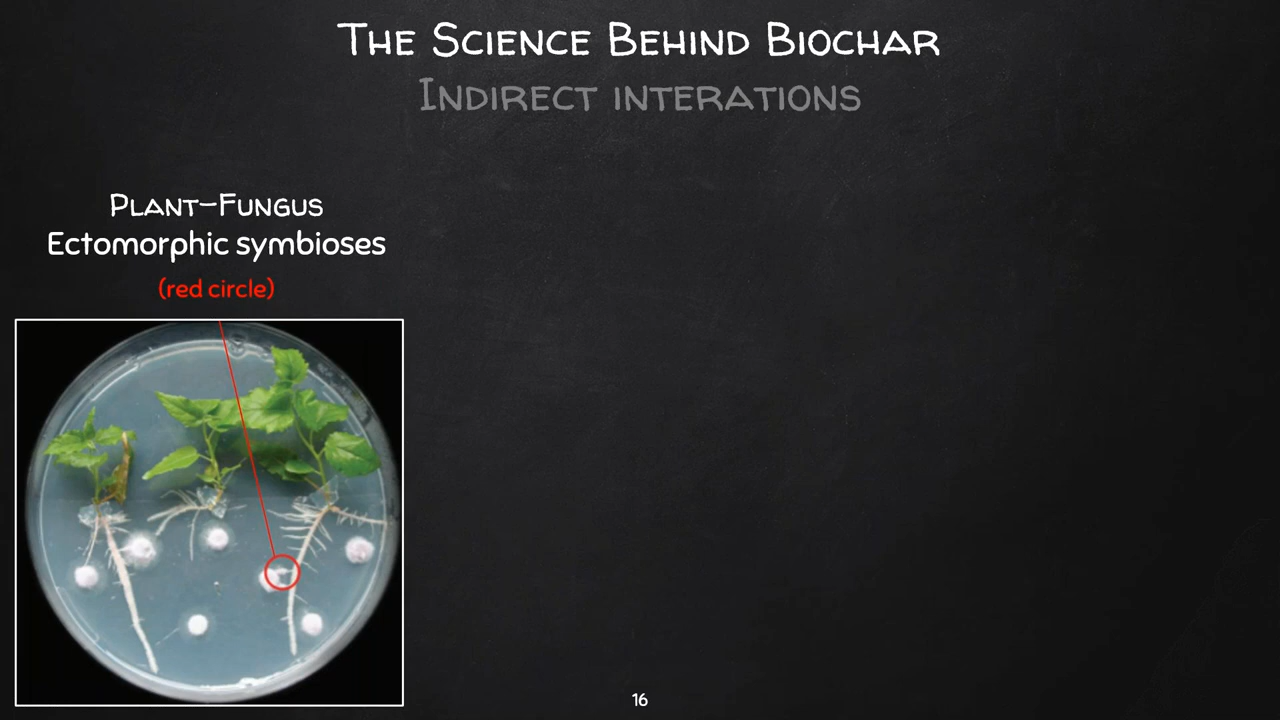 The Science Behind Biochar
Indirect interations
Plant-Fungus
Ectomorphic symbioses
(red circle)
16